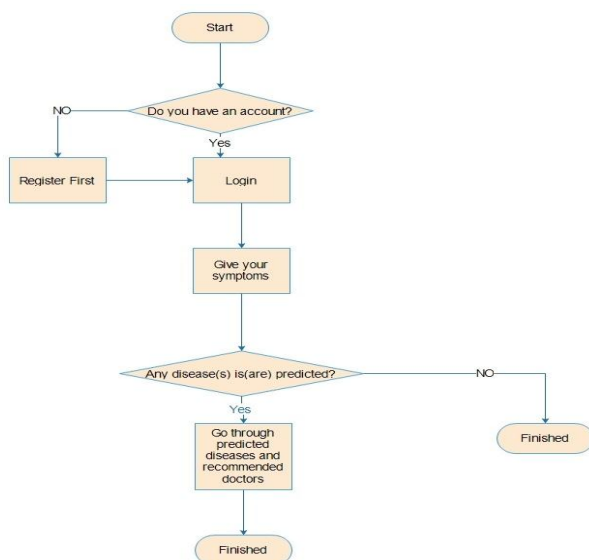 Start
Do you have an account?
NO
Yes
Register First
Login
Give your
symptoms
Any disease(s) is(are) predicted?
NO
Yes
Go through
predicted
diseases and
recommended
doctors
Finished
Finished